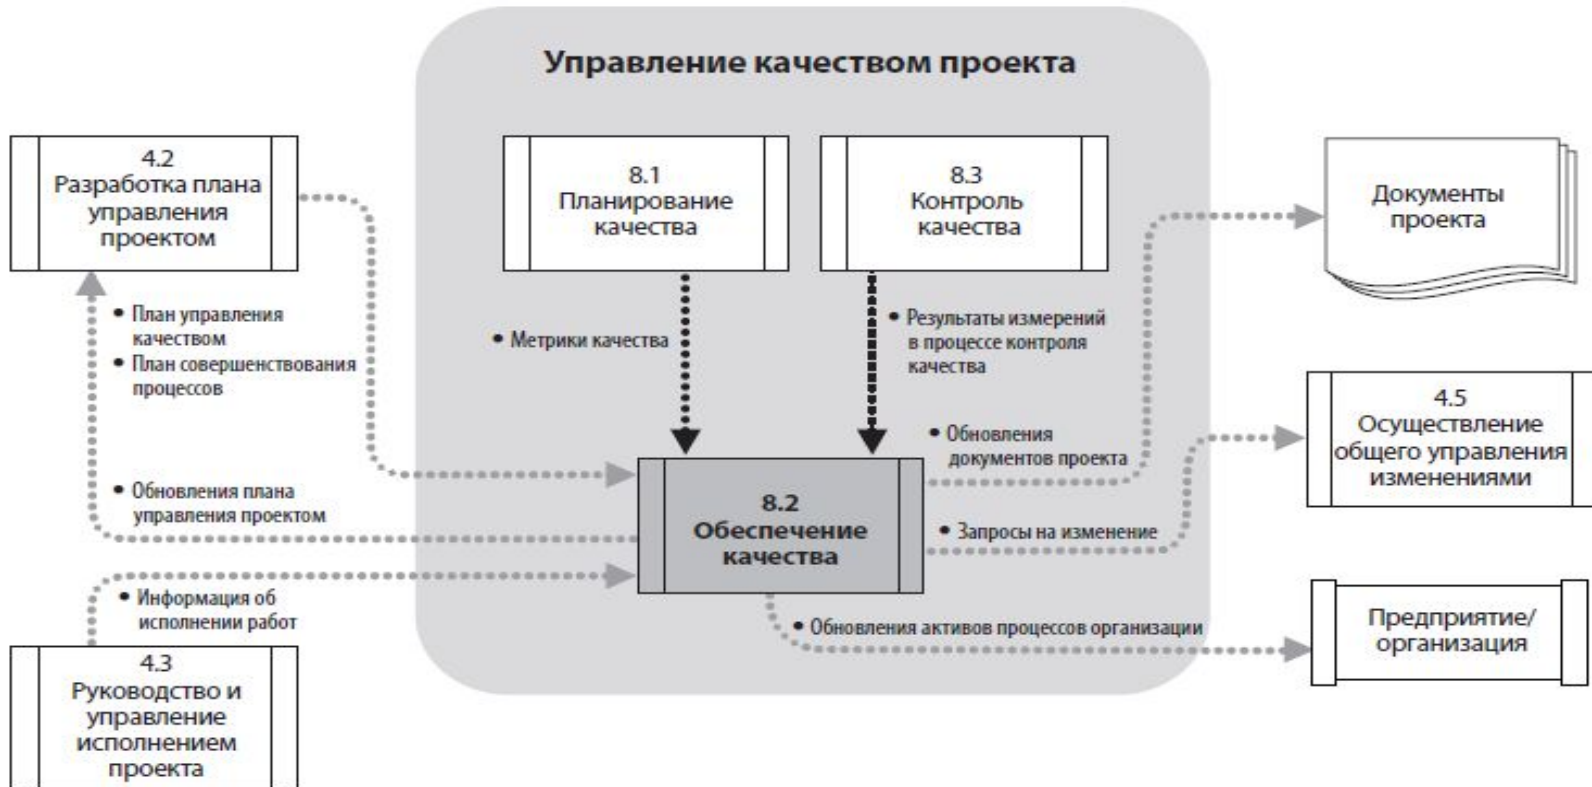 Управление качеством проекта
4.2
Разработка плана
управления
проектом
8.1
Планирование
качества
8.3
Контроль
качества
Документы
проекта
• План управления
качеством
• План совершенствования
процессов
• Метрики качества
• Результаты измерений
в процессе контроля
качества
4.5
Осуществление
общего управления
изменениями
• Обновления
документов проекта
• Обновления плана
управления проектом
8.2
Обеспечение
качества
• Запросы на изменение
• Информация об
исполнении работ
• Обновления активов процессов организации
Предприятие/
организация
4.3
Руководство и
управление
исполнением
проекта